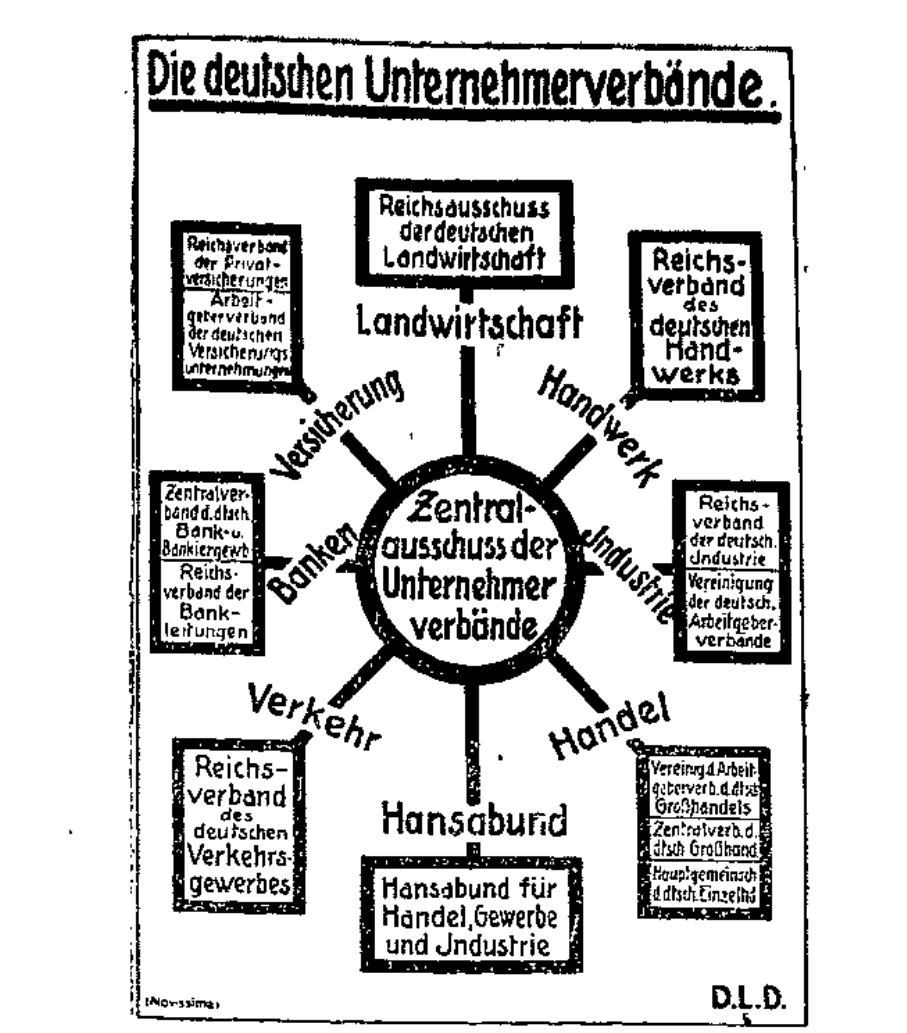 Die deutschen Unternehmerverbände.
Reichsausschuss
der deutschen
Landwirtschaft
Landwirtschaft
Reichs-
verband
des
deutschen
Hand-
werks
Handwerk
Reichs-
verband
der deutsch.
Jndustrie
Vereinigung
der deutsch.
Arbeitgeber-
verbände
Jndustrie
Vereinig.d.Arbeit-
geberverb.d.dtsch
Großhandels
Zentralverb.d.
dtsch Großhand.
Hauptgemeinsch
d.dtsch.Einzelhd
Handel
Hansabund
Hansabund für
Handel, Gewerbe
und Jndustrie
Verkehr
Reichs-
verband
des
deutschen
Verkehrs-
gewerbes
Banken
Zentralver-
band d.dtsch.
Bank-u.
Bankiergewb
Reichs-
verband der
Bank-
leitungen
Versicherung
Reichsverband
der Privat-
versicherungen
Arbeit-
geberverband
der deutschen
Versicherungs
unternehmungen
Zentral-
ausschuss der
Unternehmer
verbände
(Novissima)
D.L.D.